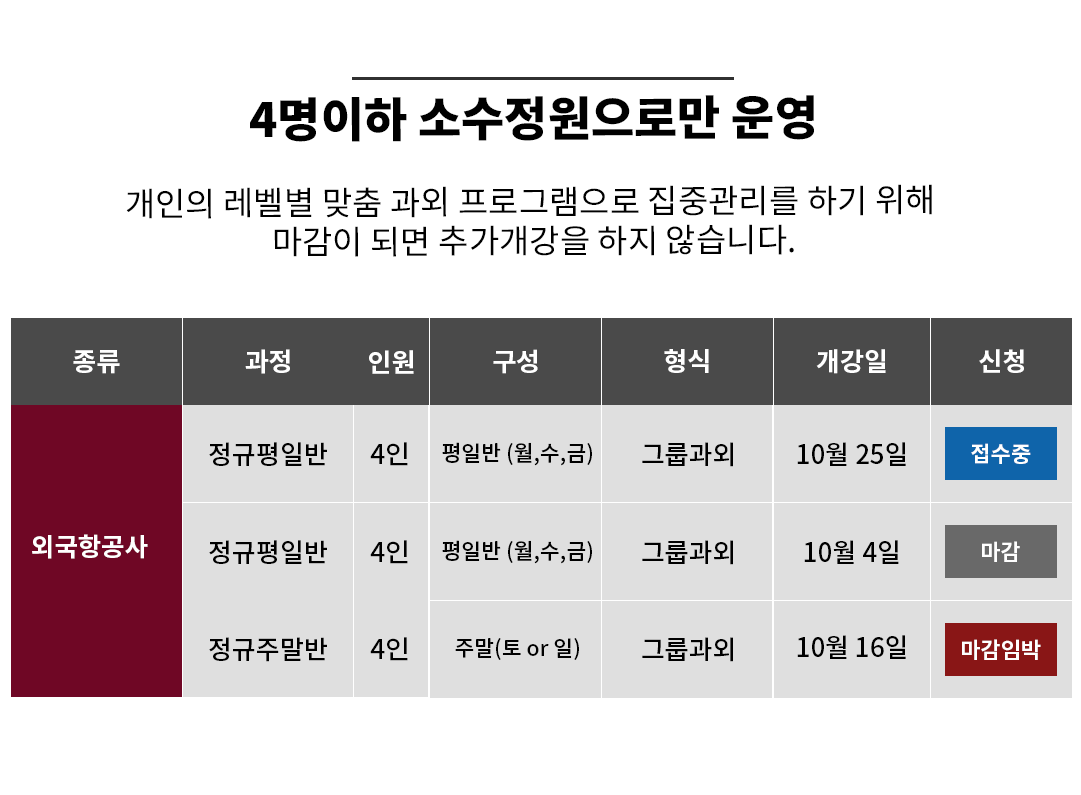 4명이하 소수정원으로만 운영
개인의 레벨별 맞춤 과외 프로그램으로 집중관리를 하기 위해
마감이 되면 추가개강을 하지 않습니다.
종류 과정 인원 구성 형식 개강일 신청
정규평일반 4인 평일반 (월,수,금) 그룹과외 10월 25일 접수중
외국항공사
정규평일반 4인 평일반 (월,수,금) 그룹과외 10월 4일 마감
정규주말반 4인 주말(토 or 일) 그룹과외 10월 16일 마감임박